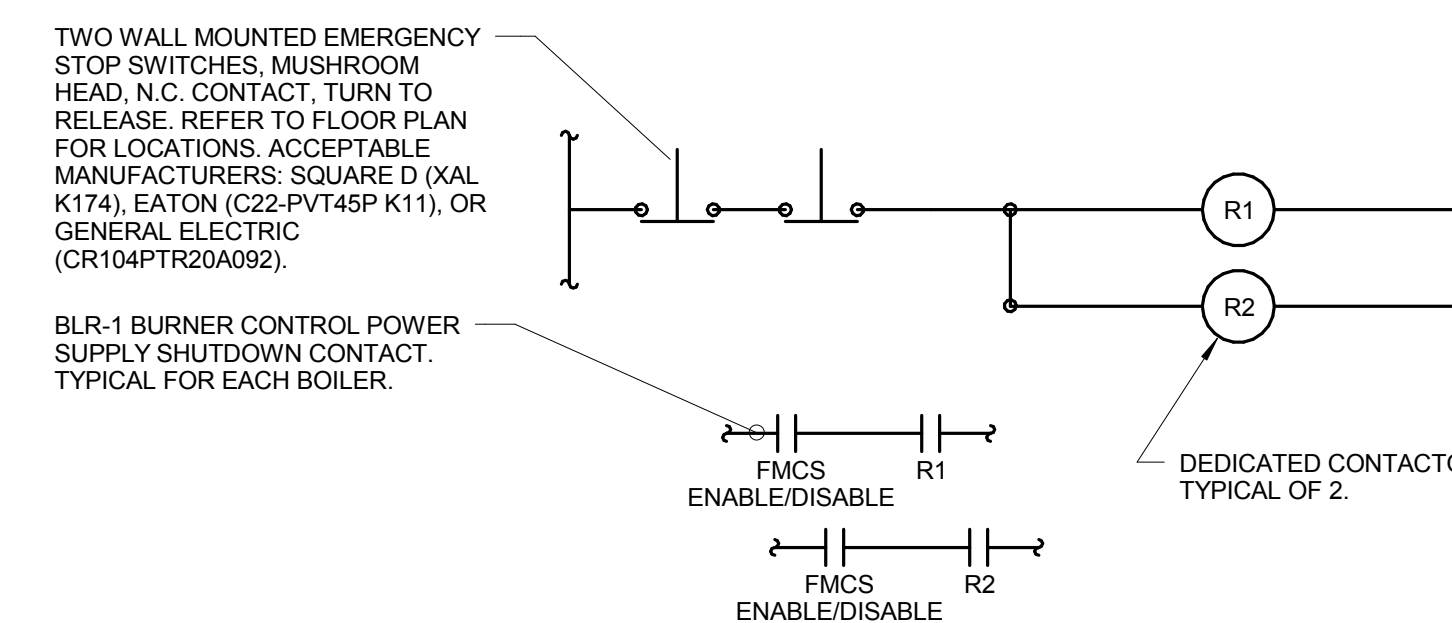 TWO WALL MOUNTED EMERGENCY
STOP SWITCHES, MUSHROOM
HEAD, N.C. CONTACT, TURN TO
RELEASE. REFER TO FLOOR PLAN
FOR LOCATIONS. ACCEPTABLE
MANUFACTURERS: SQUARE D (XAL
K174), EATON (C22-PVT45P K11), OR
GENERAL ELECTRIC
(CR104PTR20A092).
R1
R2
BLR-1 BURNER CONTROL POWER
SUPPLY SHUTDOWN CONTACT.
TYPICAL FOR EACH BOILER.
FMCS
ENABLE/DISABLE
R1
DEDICATED
TYPICAL OF 2.
FMCS
ENABLE/DISABLE
R2